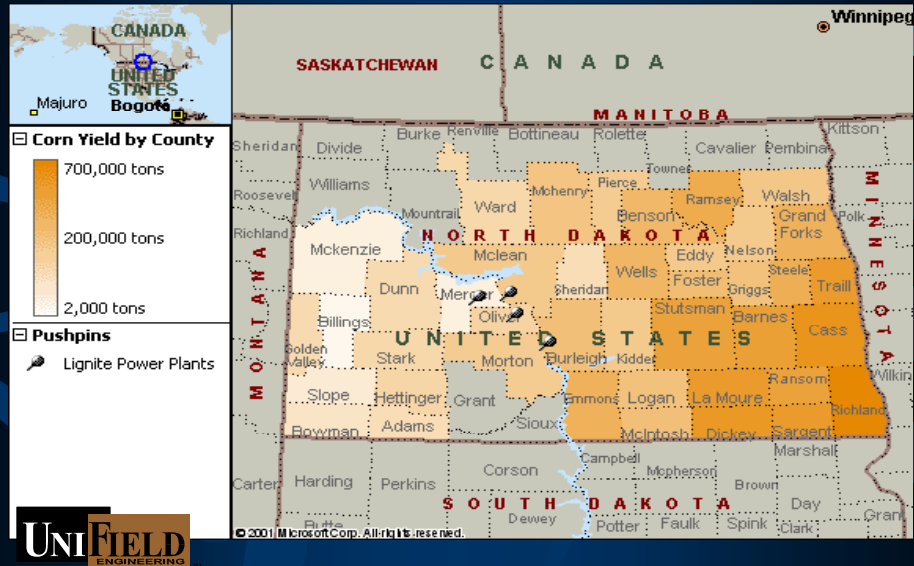 CANADA
UNITED
STATES
Majuro
Bogotá
Corn Yield by County
700,000 tons
200,000 tons
2,000 tons
Pushpins
Lignite Power Plants
UNIFIELD
ENGINEERING
Winnipeg
SASKATCHEWAN
CANADA
MANITOBA
Burke Renville Bottineau Rolette
Kittson
Sheridan Divide
Cavalier Pembina
Towner
Williams
Pierce
Roosevel
Mchenry
Ramsey Walsh
Mountrail Ward
Benson
Grand
Forks
Polk
Richland
NORTH DAKOTA
Mckenzie
Mclean
Eddy Nelson
Wells
Foster
Steele
Dunn Mercer
Sheridan
Griggs
Traill
Billings
Oliver
Stutsman
Barnes
Cass
UNITED STATES
MONTANA
MINNESOTA
Golden
Valley
Stark
Morton Burleigh Kidder
Wilkin
Ransom
Slope Hettinger Grant
Emmons Logan La Moure
Richland
Bowman Adams
Sioux
McIntosh Dickey Sargent
Marshall
Campbell
Carter Harding Perkins Corson
Mcpherson
Brown
Day
SOUTH DAKOTA
Grant
Butte
Dewey
Potter Faulk Spink Clark
© 2001 Microsoft Corp. All rights reserved.